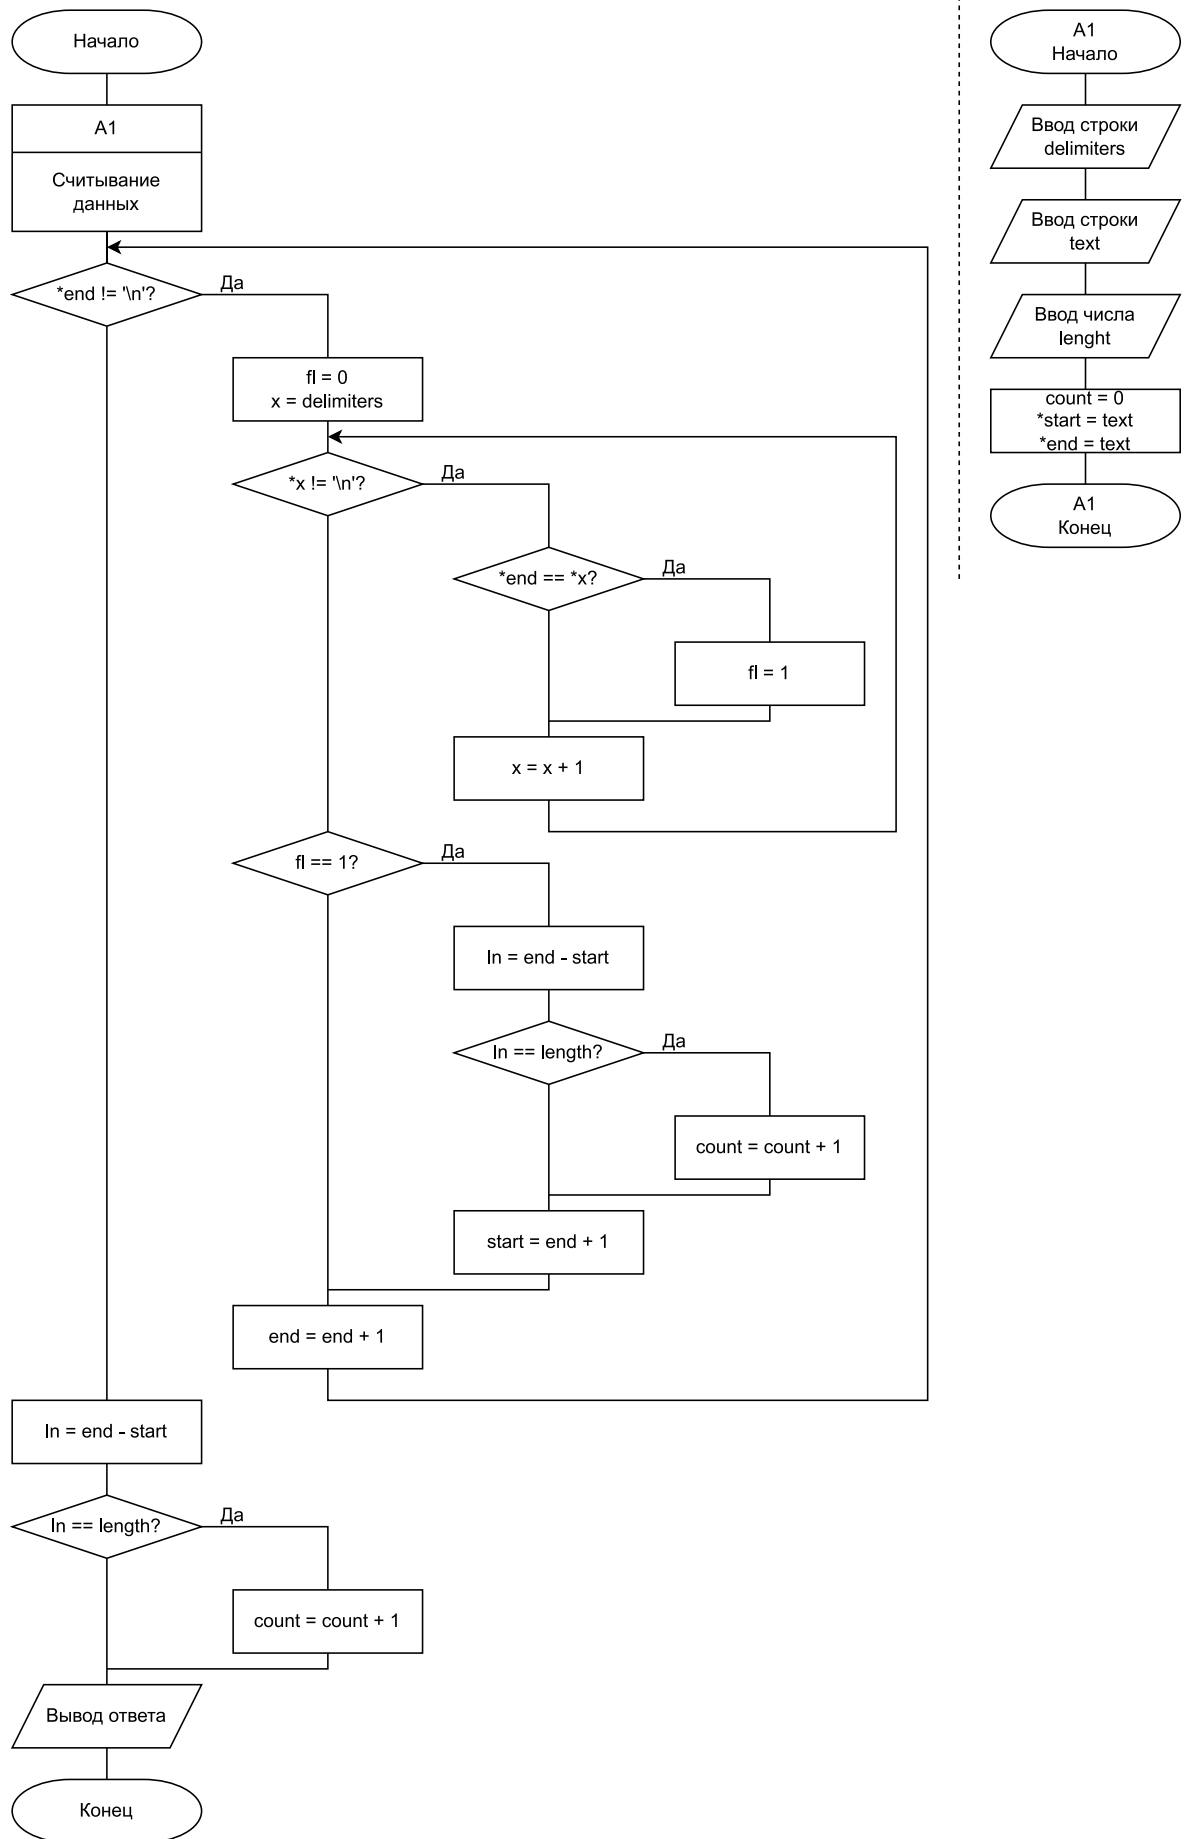 Начало
A1
Считывание
данных
*end != '\n'?
Да
fl = 0
x = delimiters
*x != '\n'?
Да
*end == *x?
Да
fl = 1
x = x + 1
fl == 1?
Да
ln = end - start
ln == length?
Да
count = count + 1
start = end + 1
end = end + 1
ln = end - start
ln == length?
Да
count = count + 1
Вывод ответа
Конец
A1
Начало
Ввод строки
delimiters
Ввод строки
text
Ввод числа
lenght
count = 0
*start = text
*end = text
A1
Конец